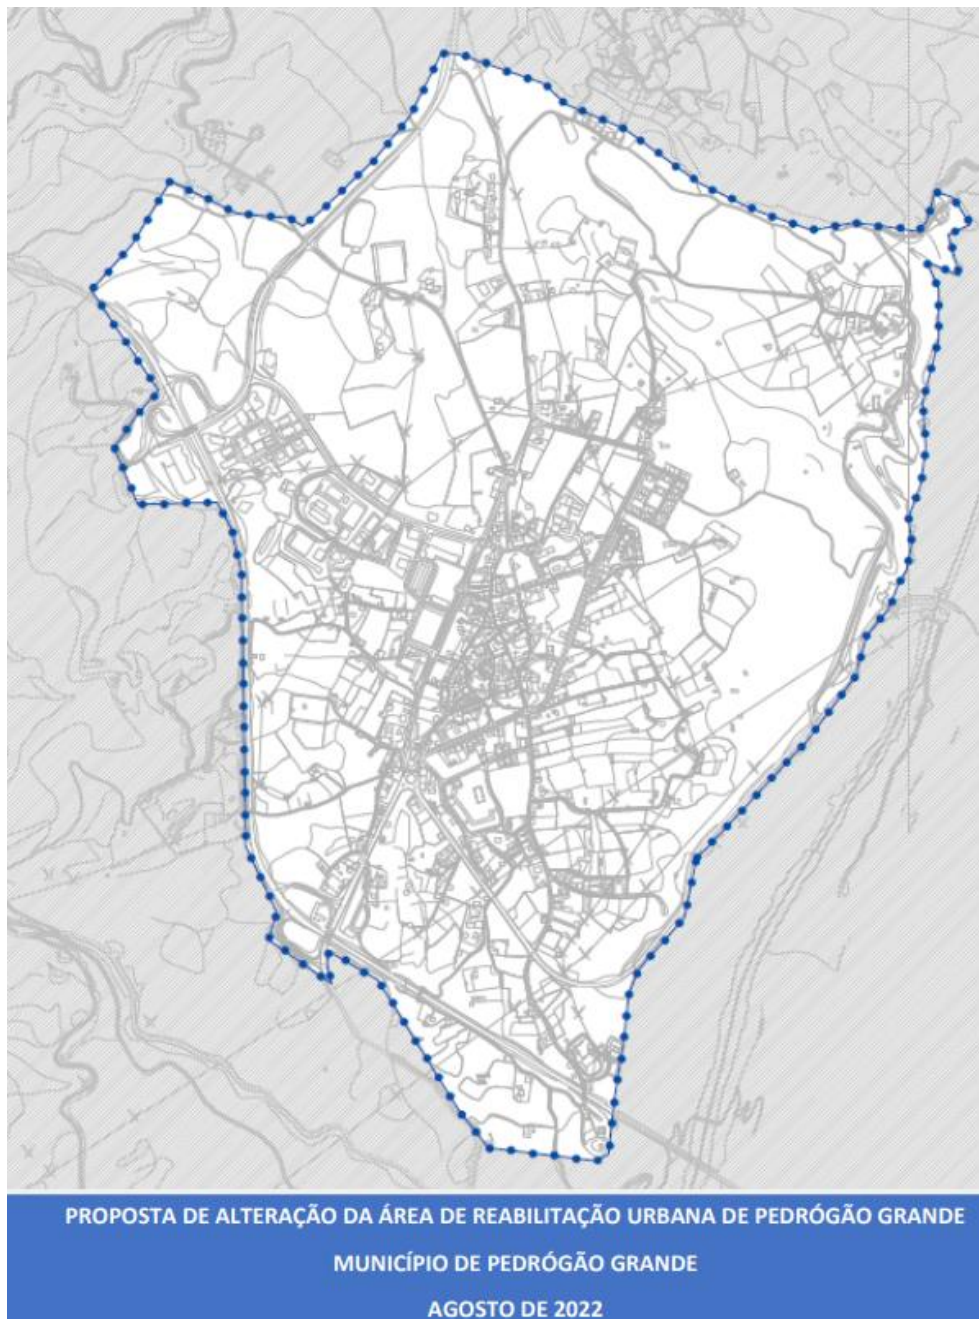 PROPOSTA DE ALTERAÇÃO DA ÁREA DE REABILITAÇÃO URBANA DE PEDRÓGÃO GRANDE
MUNICÍPIO DE PEDRÓGÃO GRANDE
AGOSTO DE 2022